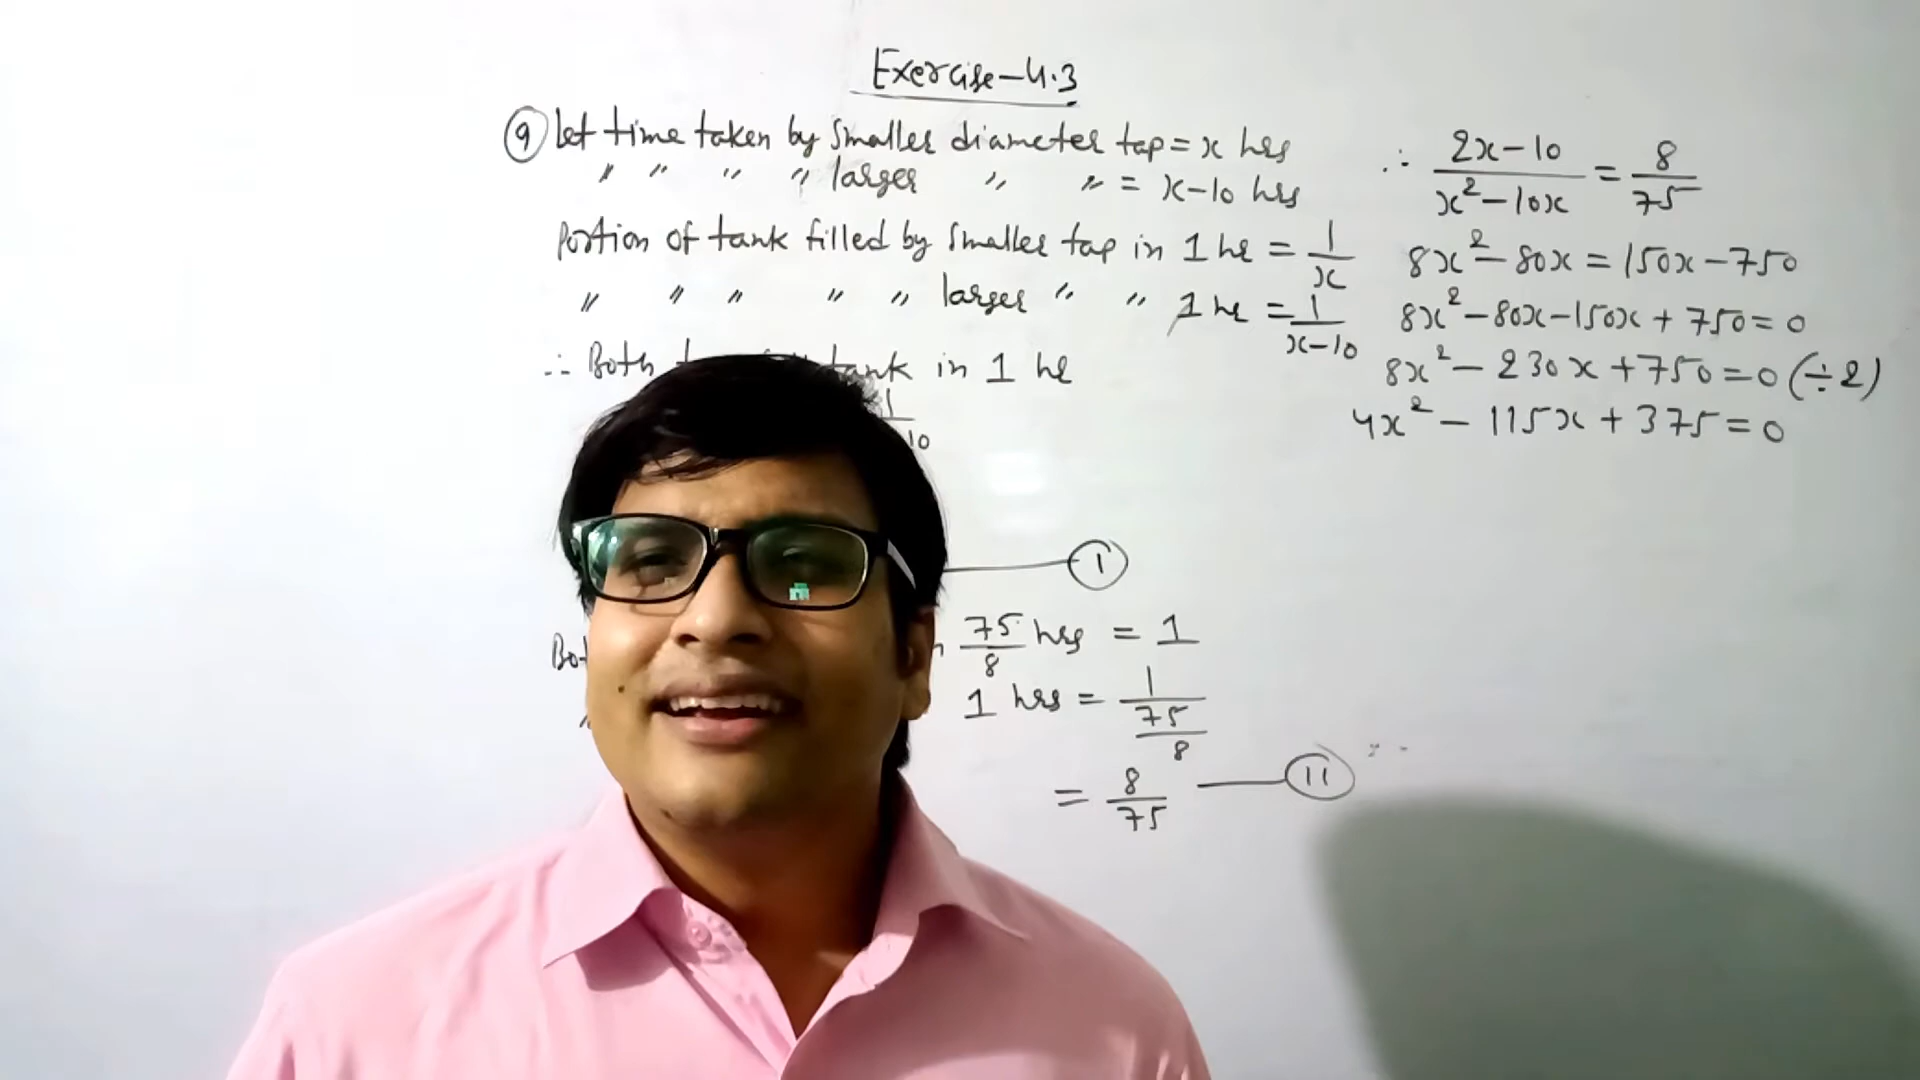 Exercise-4.3
9 Let time taken by Smaller diameter tap = x hrs
〃 〃 〃 〃 larger 〃 〃 = x-10 hrs
Portion of tank filled by Smaller tap in 1 hr = 1/x
〃 〃 〃 〃 〃 larger 〃 〃 1 hr = 1/x-10
∴ Both tank in 1 hr
1
10
I
75/8 hrs = 1
1 hrs = 1/75/8
= 8/75 II
∴ 2x-10/x²-10x = 8/75
8x²-80x = 150x-750
8x²-80x-150x+750=0
8x²-230x+750=0 (÷2)
4x²-115x+375=0